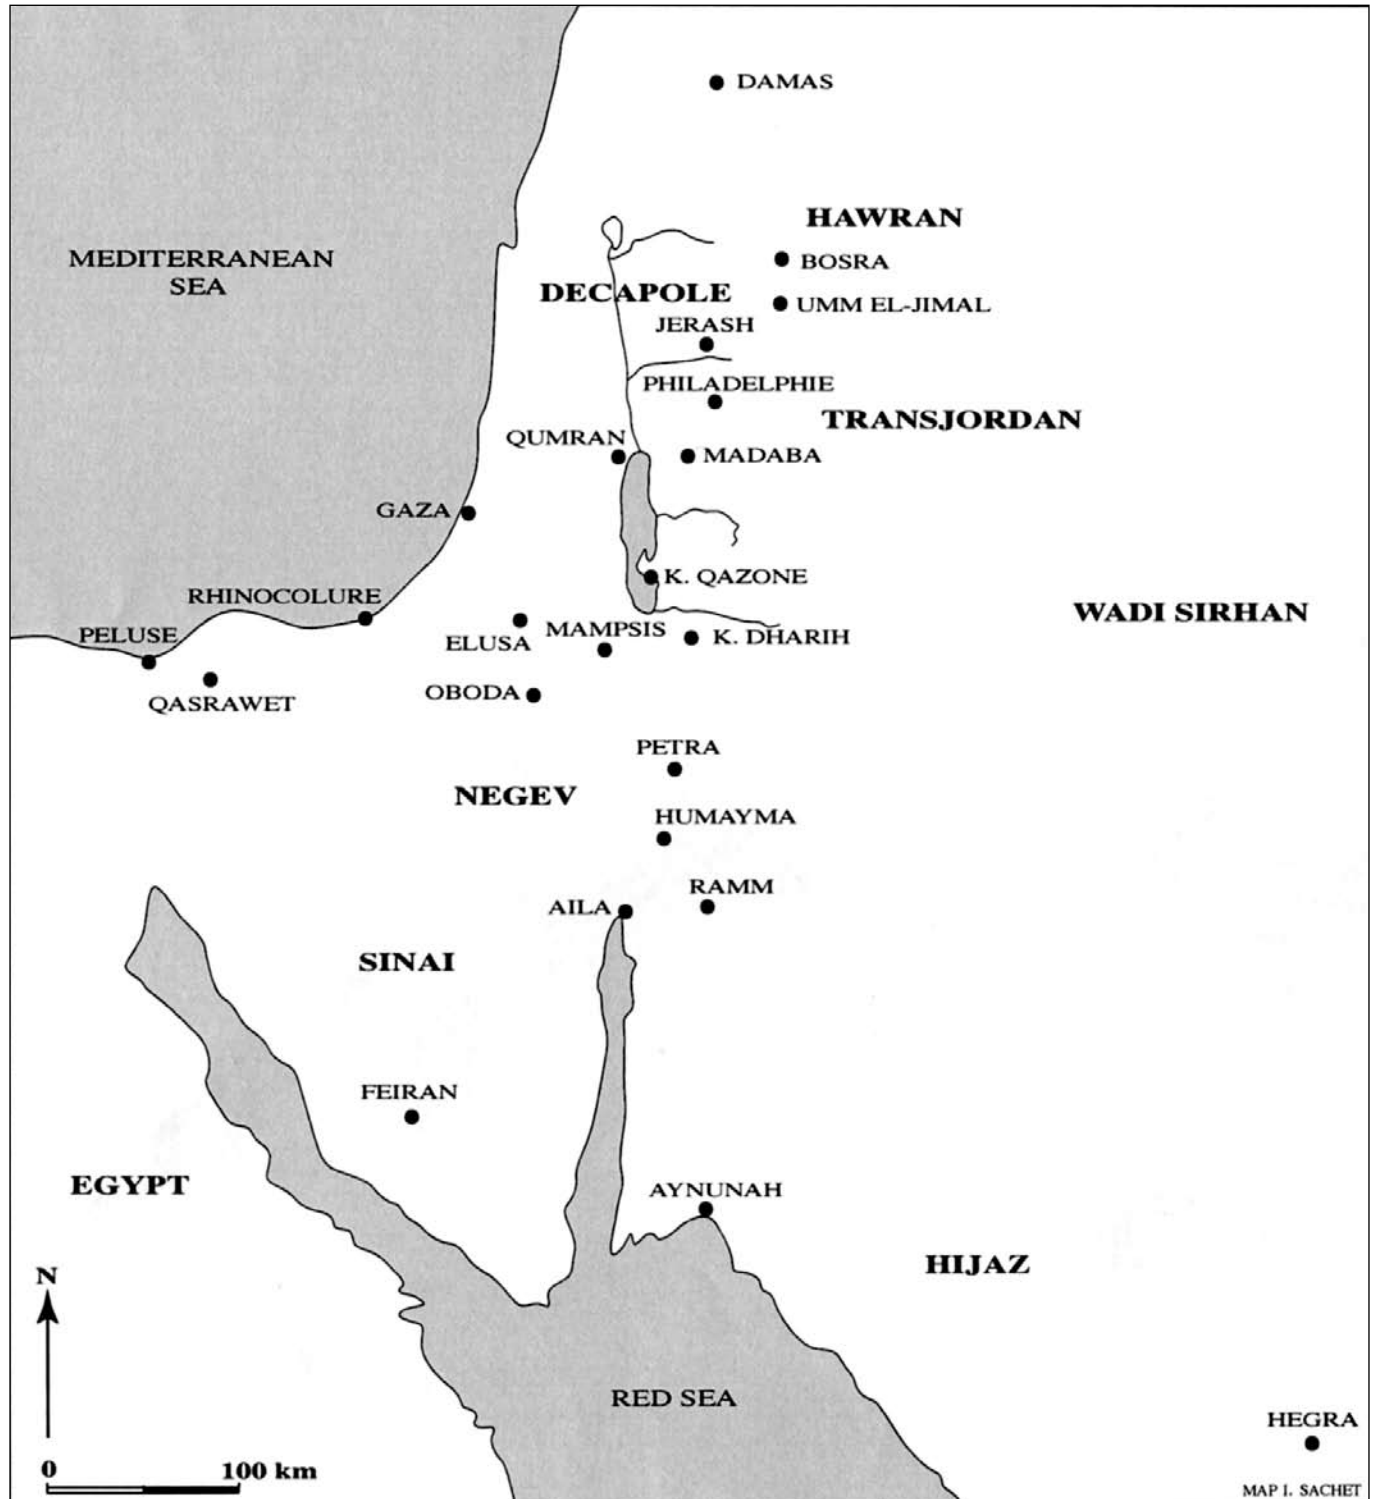 DAMAS
HAWRAN
MEDITERRANEAN
SEA
BOSRA
DECAPOLE
UMM EL-JIMAL
JERASH
PHILADELPHIE
TRANSJORDAN
QUMRAN
MADABA
GAZA
K. QAZONE
RHINOCOLURE
WADI SIRHAN
PELUSE
ELUSA
MAMPSIS
K. DHARIH
QASRAWET
OBODA
PETRA
NEGEV
HUMAYMA
RAMM
AILA
SINAI
FEIRAN
EGYPT
AYNUNAH
HIJAZ
N
RED SEA
HEGRA
0 100 km
MAP I. SACHET